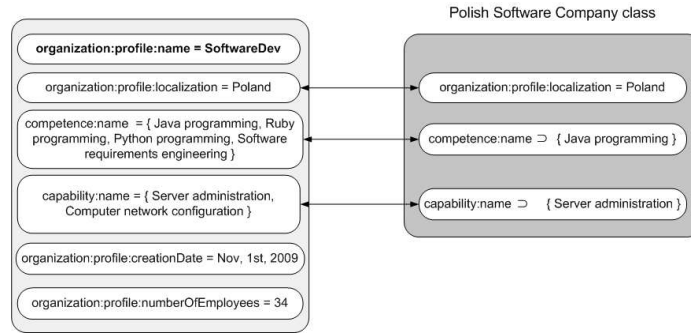 Polish Software Company class
organization:profile:name = SoftwareDev
organization:profile:localization = Poland
competence:name = { Java programming, Ruby
programming, Python programming, Software
requirements engineering }
capability:name = { Server administration,
Computer network configuration }
organization:profile:creationDate = Nov, 1st, 2009
organization:profile:numberOfEmployees = 34
organization:profile:localization = Poland
competence:name ⊃ { Java programming }
capability:name ⊃ { Server administration }